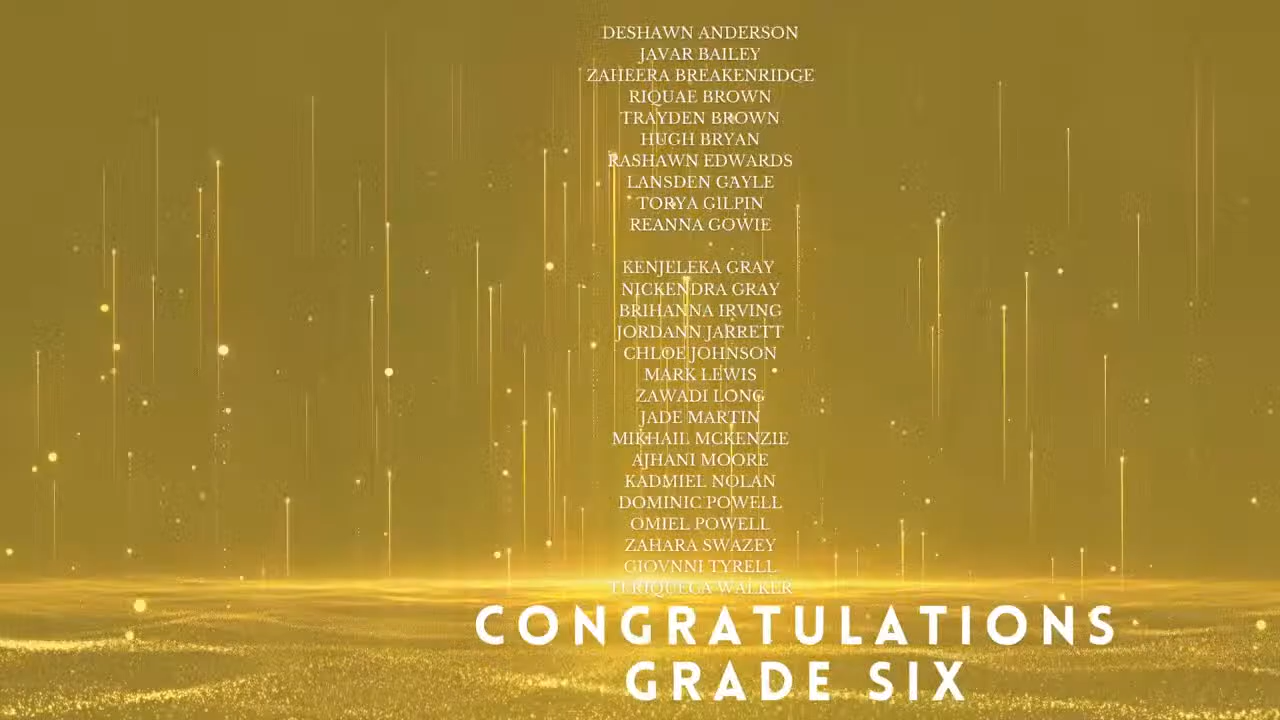 DESHAWN ANDERSON
JAVAR BAILEY
ZAHEERA BREAKENRIDGE
RIQUAE BROWN
TRAYDEN BROWN
HUGH BRYAN
RASHAWN EDWARDS
LANSDEN GAYLE
TORYA GILPIN
REANNA GOWIE
KENJELEKA GRAY
NICKENDRA GRAY
BRIHANNA IRVING
JORDANN JARRETT
CHLOE JOHNSON
MARK LEWIS
ZAWADI LONG
JADE MARTIN
MIKHAIL MCKENZIE
AJHANI MOORE
KADMIEL NOLAN
DOMINIC POWELL
OMIEL POWELL
ZAHARA SWAZEY
GIOVNNI TYRELL
WALKER
CONGRATULATIONS
GRADE SIX